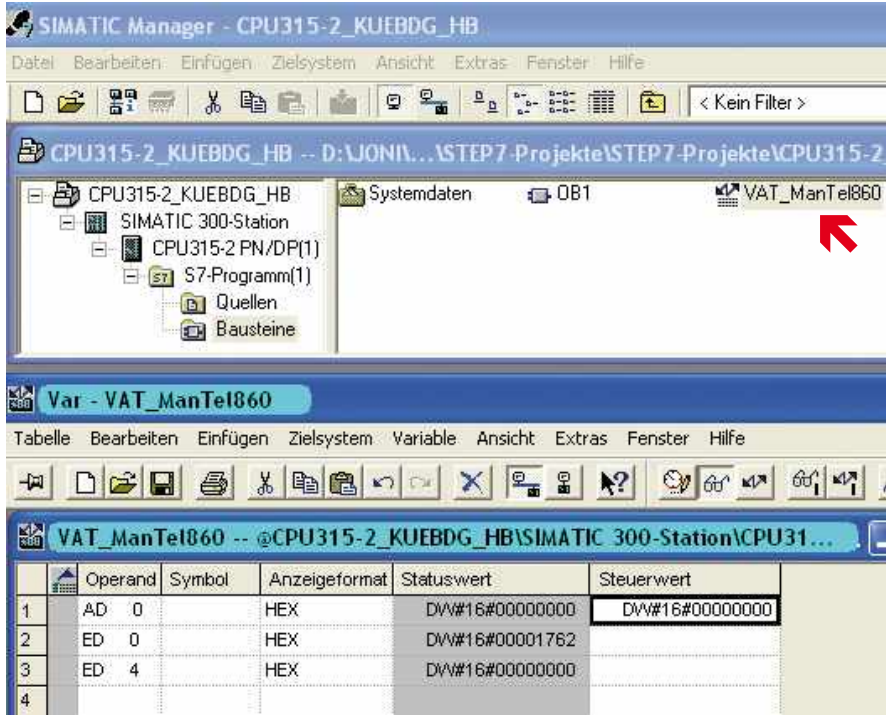 SIMATIC Manager - CPU315-2_KUEBDG_HB
Datei Bearbeiten Einfügen Zielsystem Ansicht Extras Fenster Hilfe
< Kein Filter >
CPU315-2_KUEBDG_HB -- D:\JONI\...\STEP7-Projekte\STEP7-Projekte\CPU315-2
CPU315-2_KUEBDG_HB
SIMATIC 300-Station
CPU315-2 PN/DP(1)
S7-Programm(1)
Quellen
Bausteine
Systemdaten OB1 VAT_ManTel860
Var - VAT_ManTel860
Tabelle Bearbeiten Einfügen Zielsystem Variable Ansicht Extras Fenster Hilfe
VAT_ManTel860 -- @CPU315-2_KUEBDG_HB\SIMATIC 300-Station\CPU31...
Operand Symbol Anzeigeformat Statuswert Steuerwert
1 AD 0 HEX DW#16#00000000 DW#16#00000000
2 ED 0 HEX DW#16#00001762
3 ED 4 HEX DW#16#00000000
4